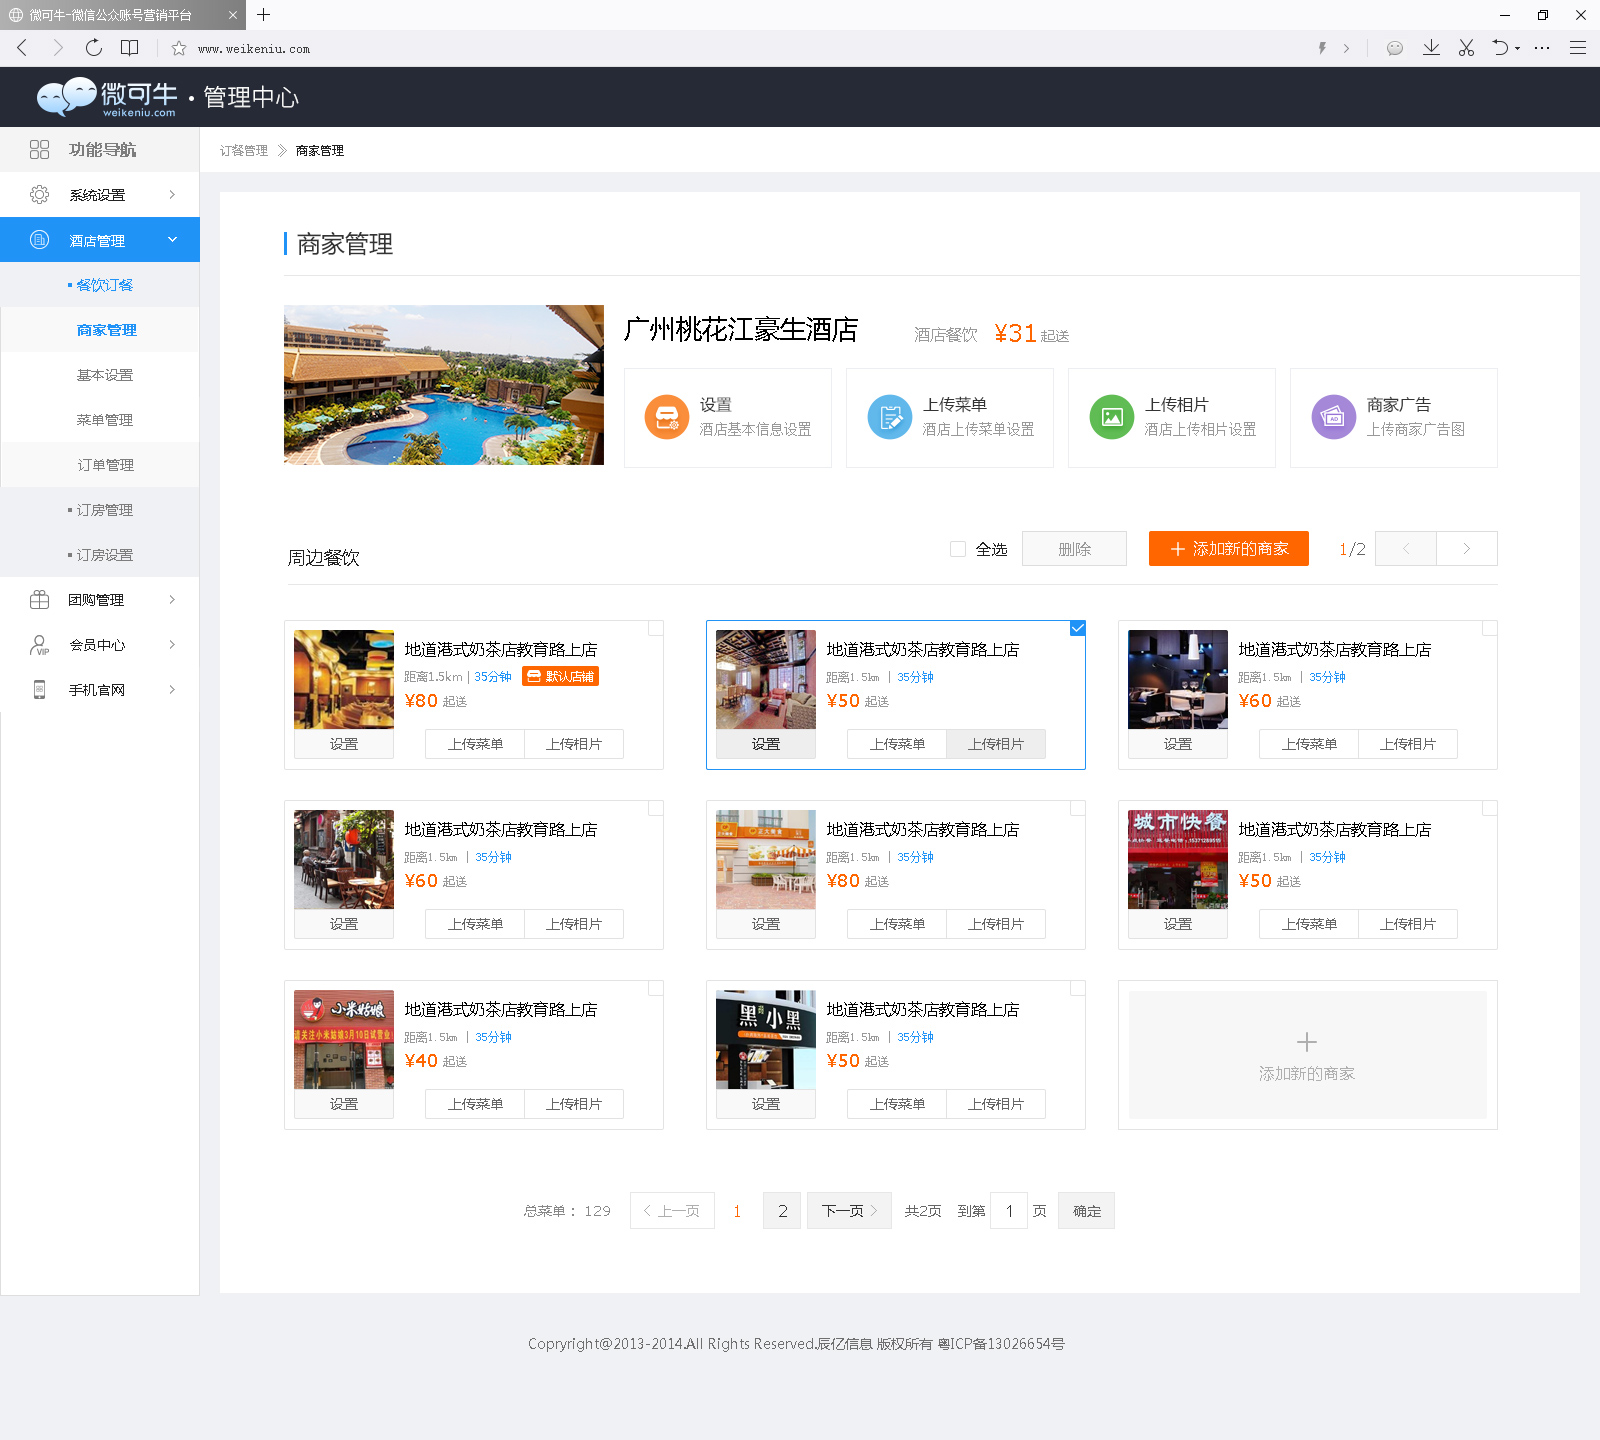 微可牛-微信公众账号营销平台
www.weikeniu.com
微可牛 · 管理中心
weikeniu.com
功能导航
订餐管理 商家管理
系统设置
酒店管理
餐饮订餐
商家管理
基本设置
菜单管理
订单管理
订房管理
订房设置
团购管理
会员中心
VIP
手机官网
商家管理
广州桃花江豪生酒店 酒店餐饮 ¥31 起送
设置
酒店基本信息设置
上传菜单
酒店上传菜单设置
上传相片
酒店上传相片设置
AD
商家广告
上传商家广告图
周边餐饮 全选 删除 添加新的商家 1/2
地道港式奶茶店教育路上店
距离1.5km | 35分钟 默认店铺
¥80 起送
设置 上传菜单 上传相片
地道港式奶茶店教育路上店
距离1.5km | 35分钟
¥50 起送
设置 上传菜单 上传相片
地道港式奶茶店教育路上店
距离1.5km | 35分钟
¥60 起送
设置 上传菜单 上传相片
地道港式奶茶店教育路上店
距离1.5km | 35分钟
¥60 起送
设置 上传菜单 上传相片
地道港式奶茶店教育路上店
距离1.5km | 35分钟
¥80 起送
设置 上传菜单 上传相片
城市快餐
地道港式奶茶店教育路上店
距离1.5km | 35分钟
¥50 起送
设置 上传菜单 上传相片
小米姑娘
请关注小米姑娘3月10日试营业
地道港式奶茶店教育路上店
距离1.5km | 35分钟
¥40 起送
设置 上传菜单 上传相片
黑小黑
地道港式奶茶店教育路上店
距离1.5km | 35分钟
¥50 起送
设置 上传菜单 上传相片
添加新的商家
总菜单： 129 上一页 1 2 下一页 共2页 到第 1 页 确定
Copryright@2013-2014.All Rights Reserved.辰亿信息 版权所有 粤ICP备13026654号